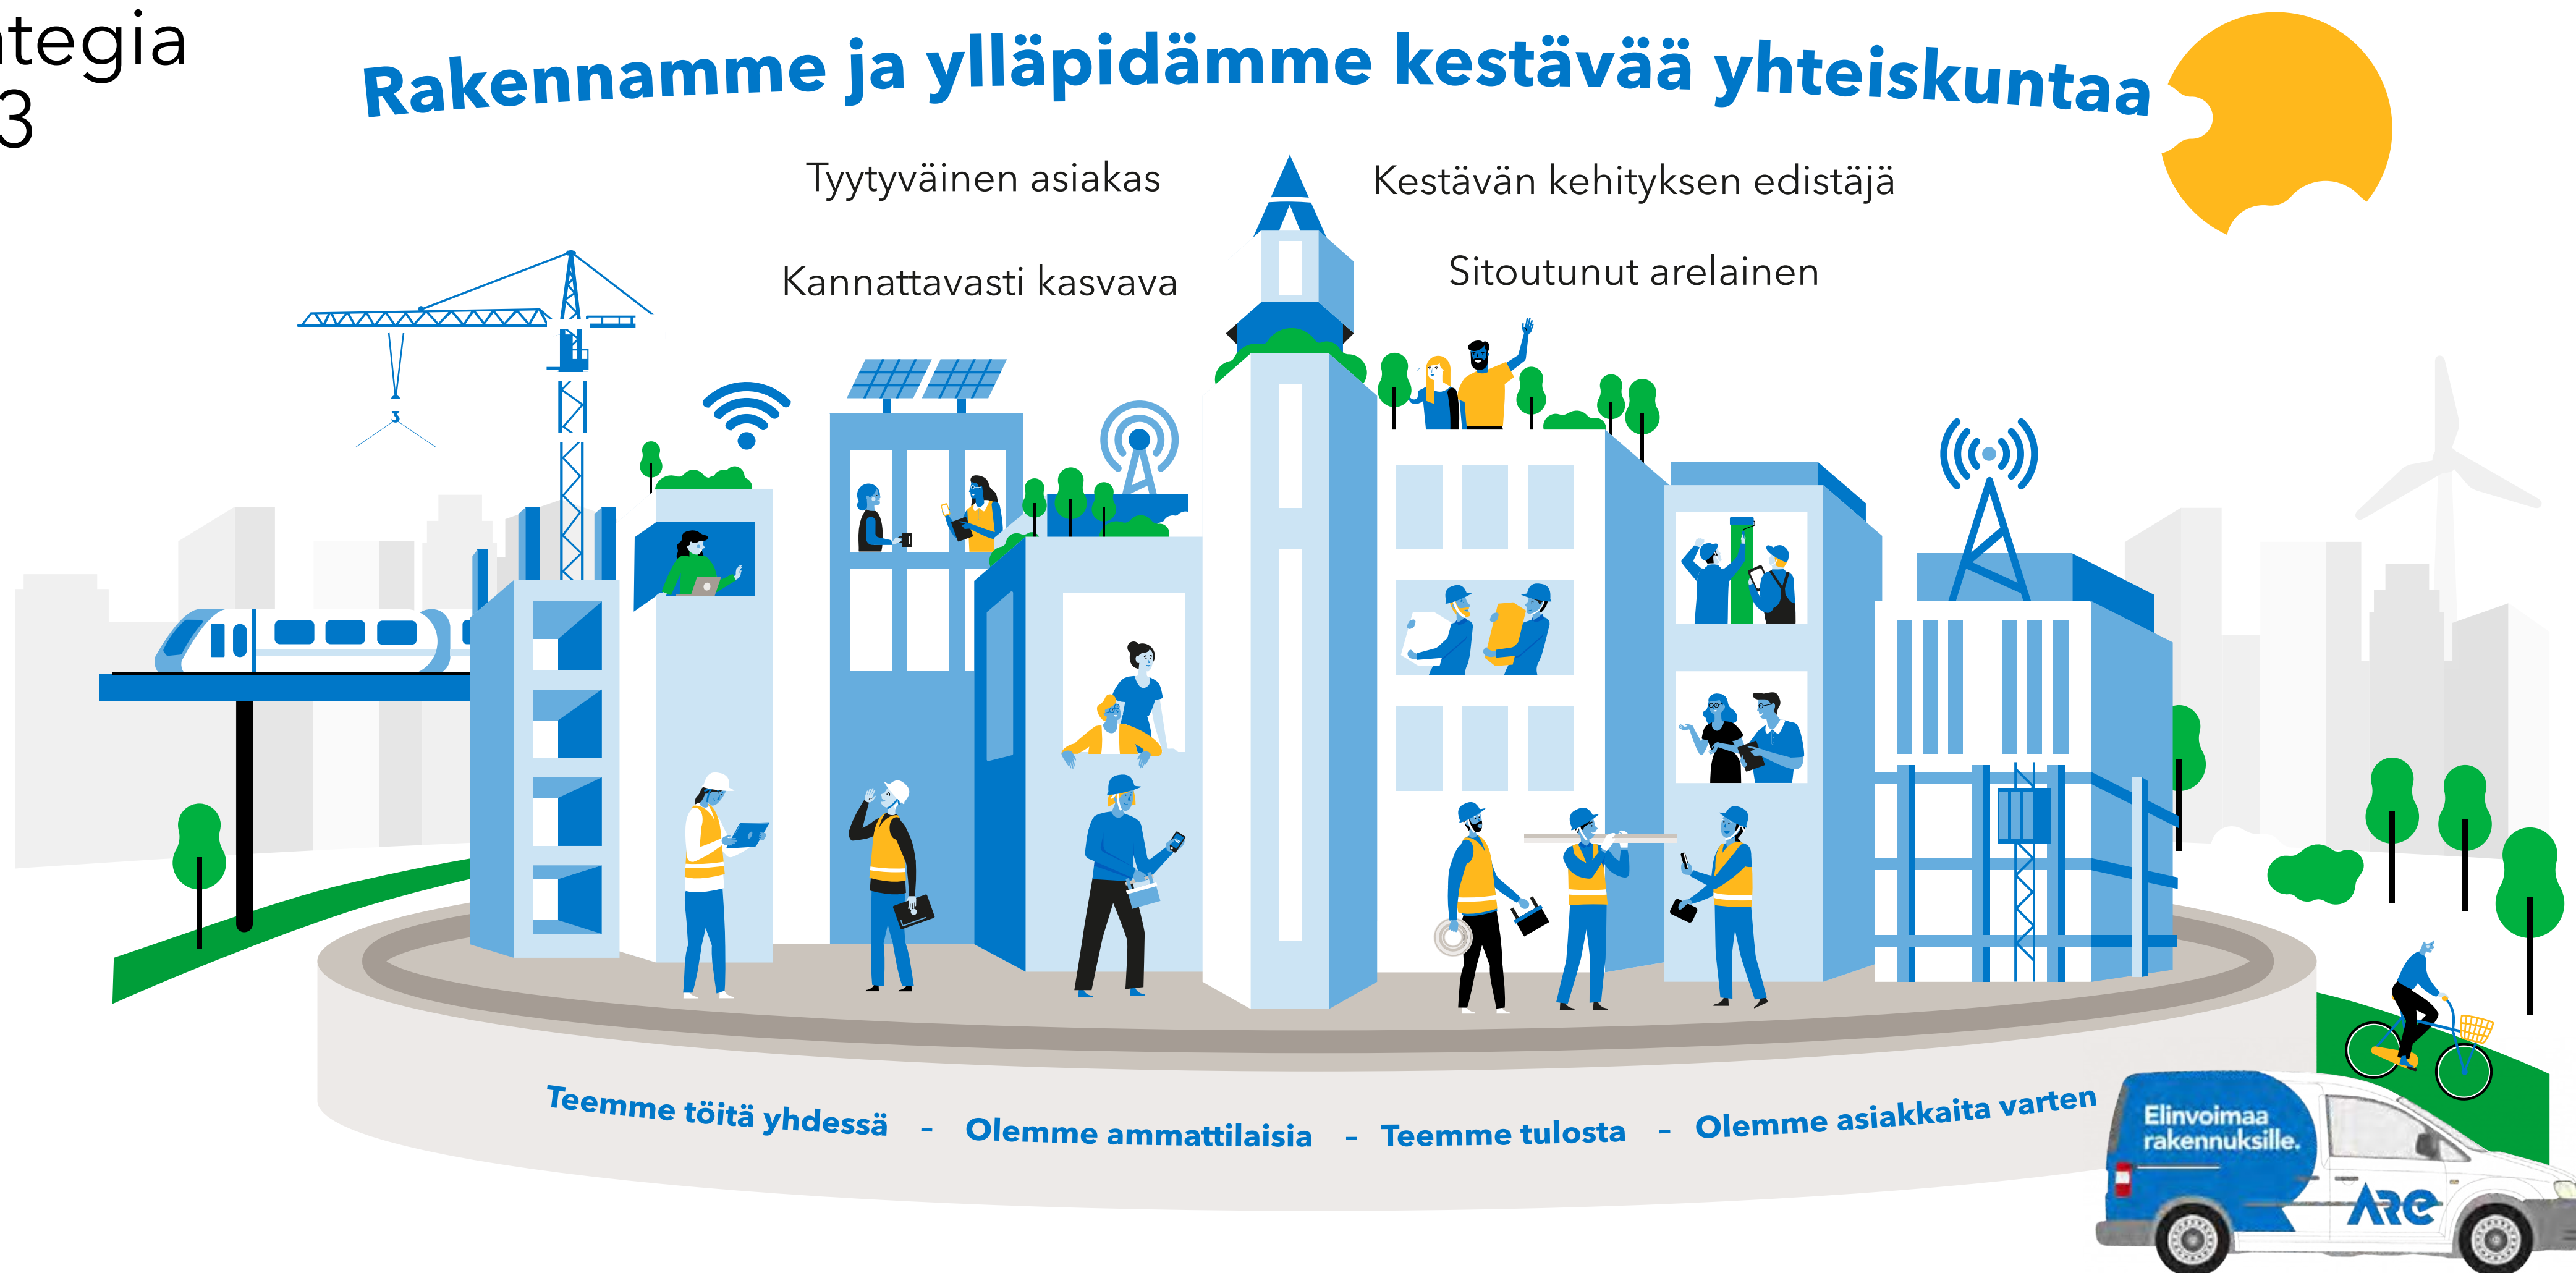 tegia
3
Rakennamme ja ylläpidämme kestävää yhteiskuntaa
Tyytyväinen asiakas
Kestävän kehityksen edistäjä
Kannattavasti kasvava
Sitoutunut arelainen
Teemme töitä yhdessä – Olemme ammattilaisia – Teemme tulosta – Olemme asiakkaita varten
Elinvoimaa
rakennuksille.
Are